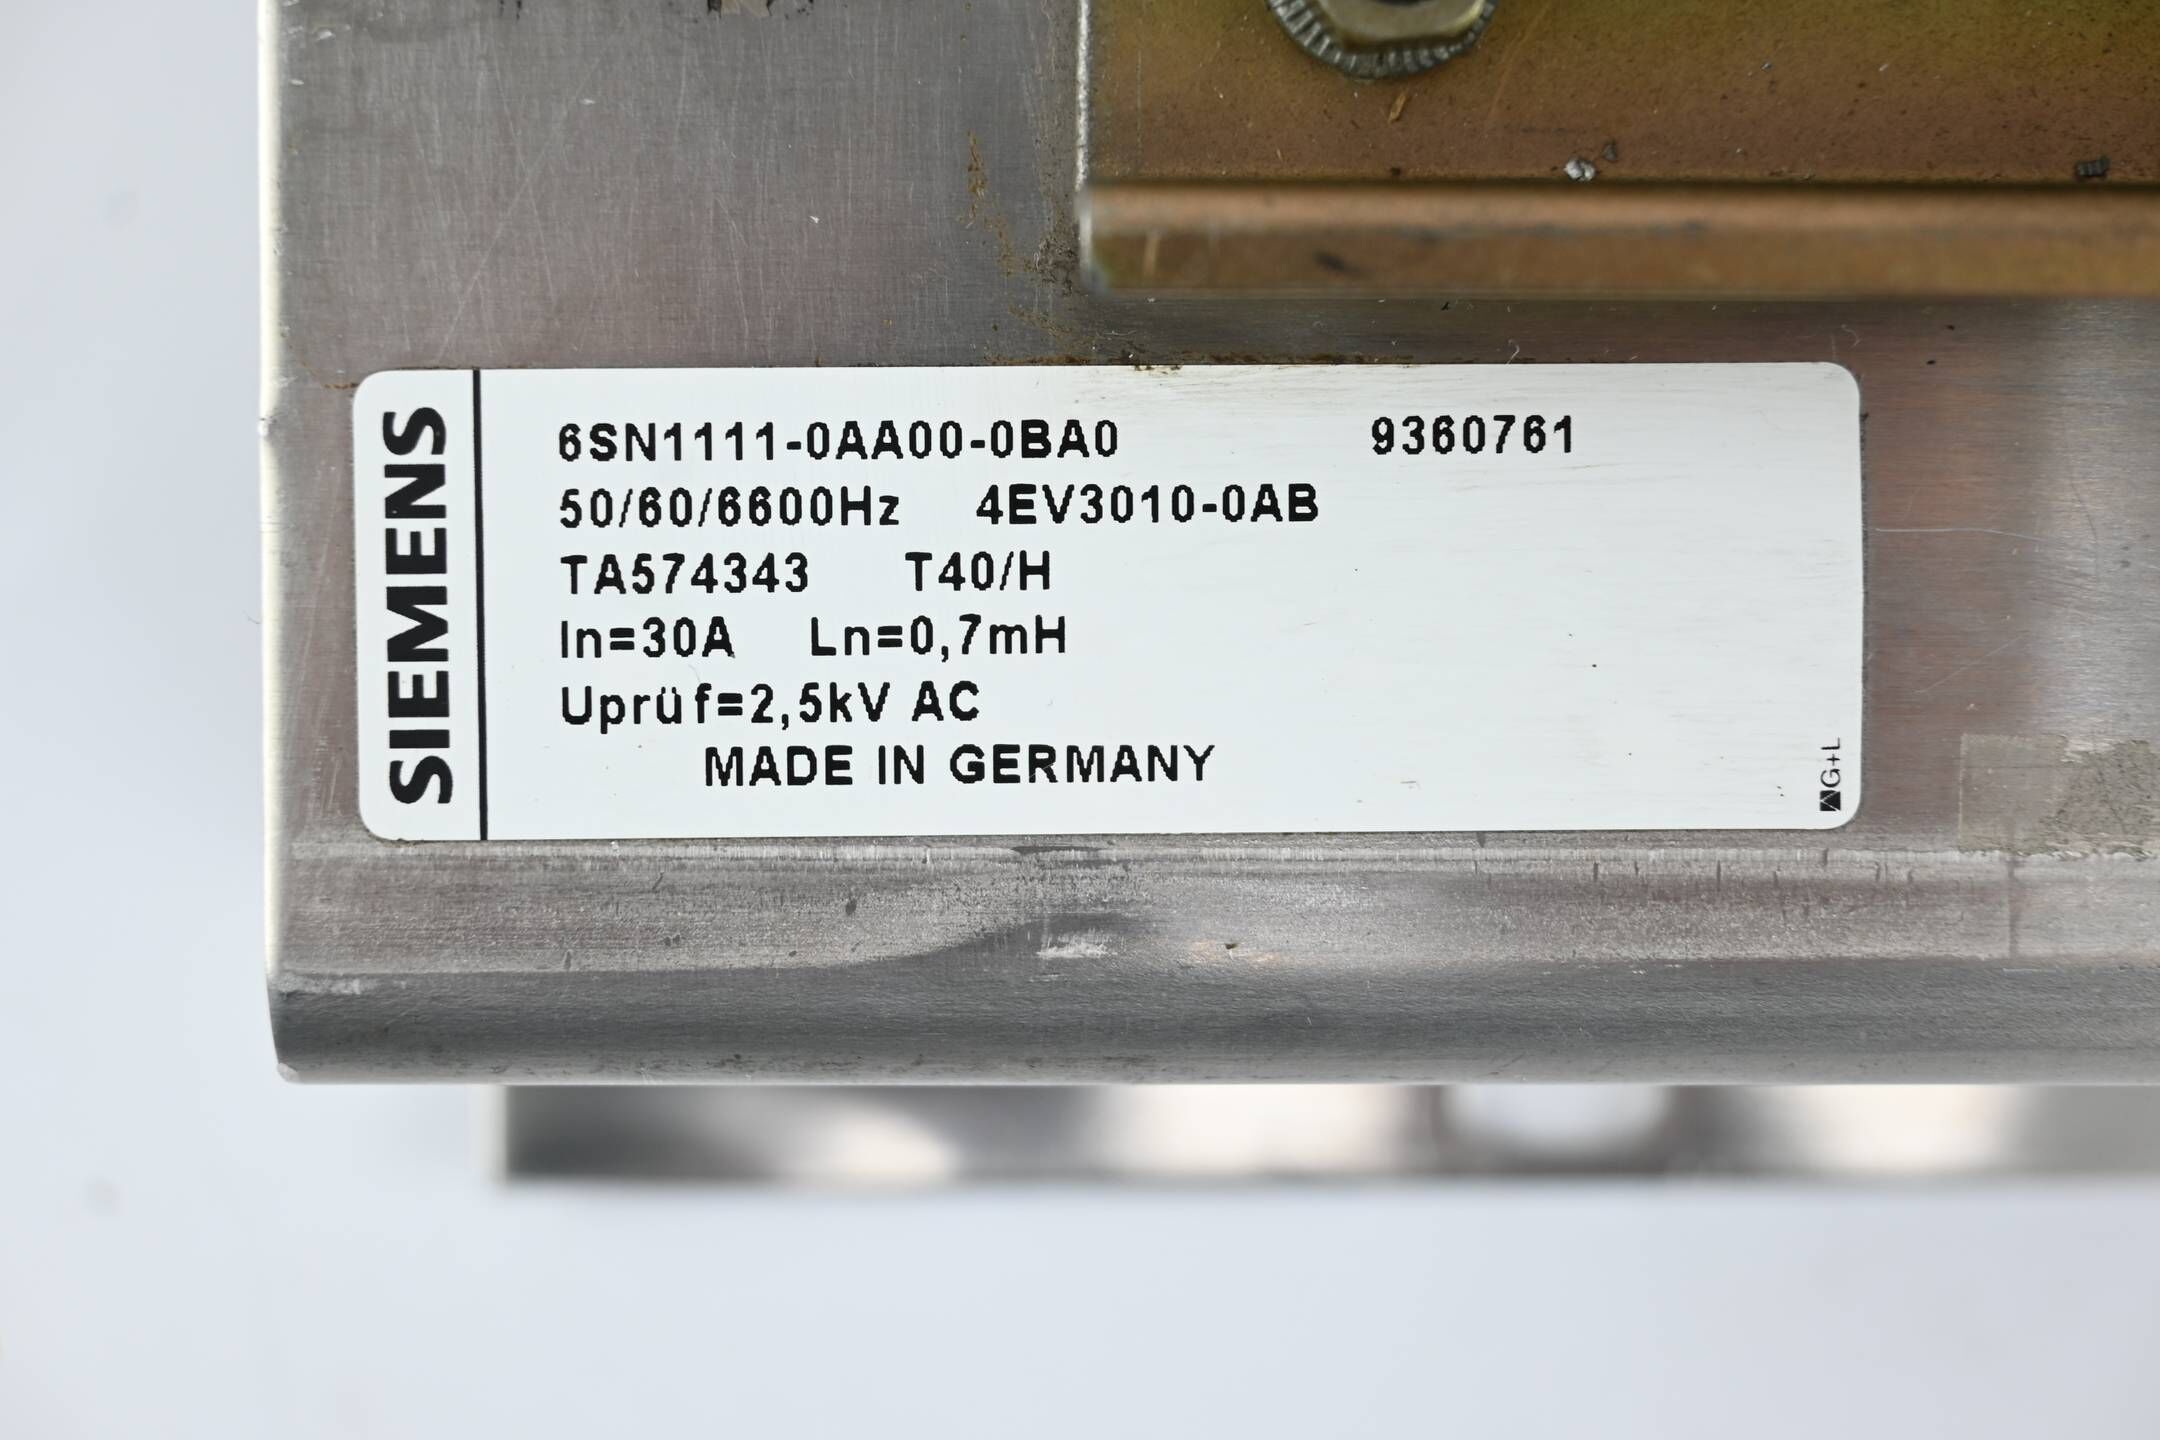 SIEMENS
6SN1111-0AA00-0BA0 9360761
50/60/6600Hz 4EV3010-0AB
TA574343 T40/H
In=30A Ln=0,7mH
Uprüf=2,5kV AC
MADE IN GERMANY
G+L